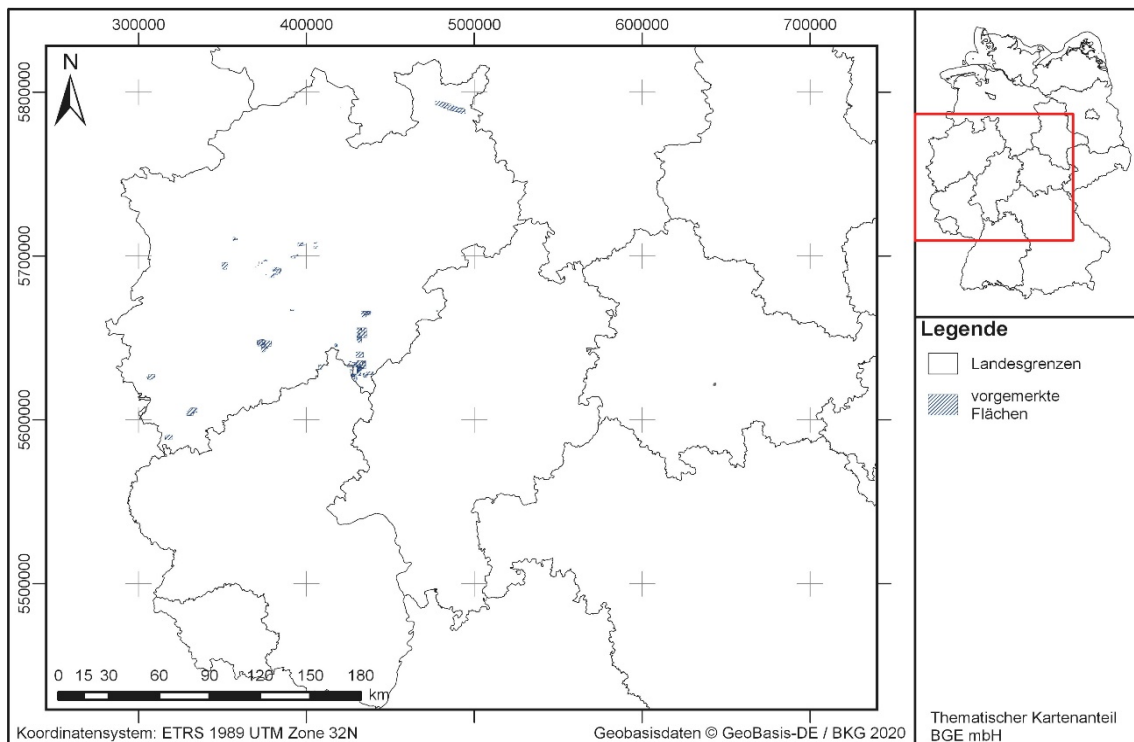 300000 400000 500000 600000 700000
N
5800000
5700000
5600000
5500000
0 15 30 60 90 120 150 180
km
Koordinatensystem: ETRS 1989 UTM Zone 32N
Geobasisdaten © GeoBasis-DE / BKG 2020
Legende
Landesgrenzen
vorgemerkte
Flächen
Thematischer Kartenanteil
BGE mbH